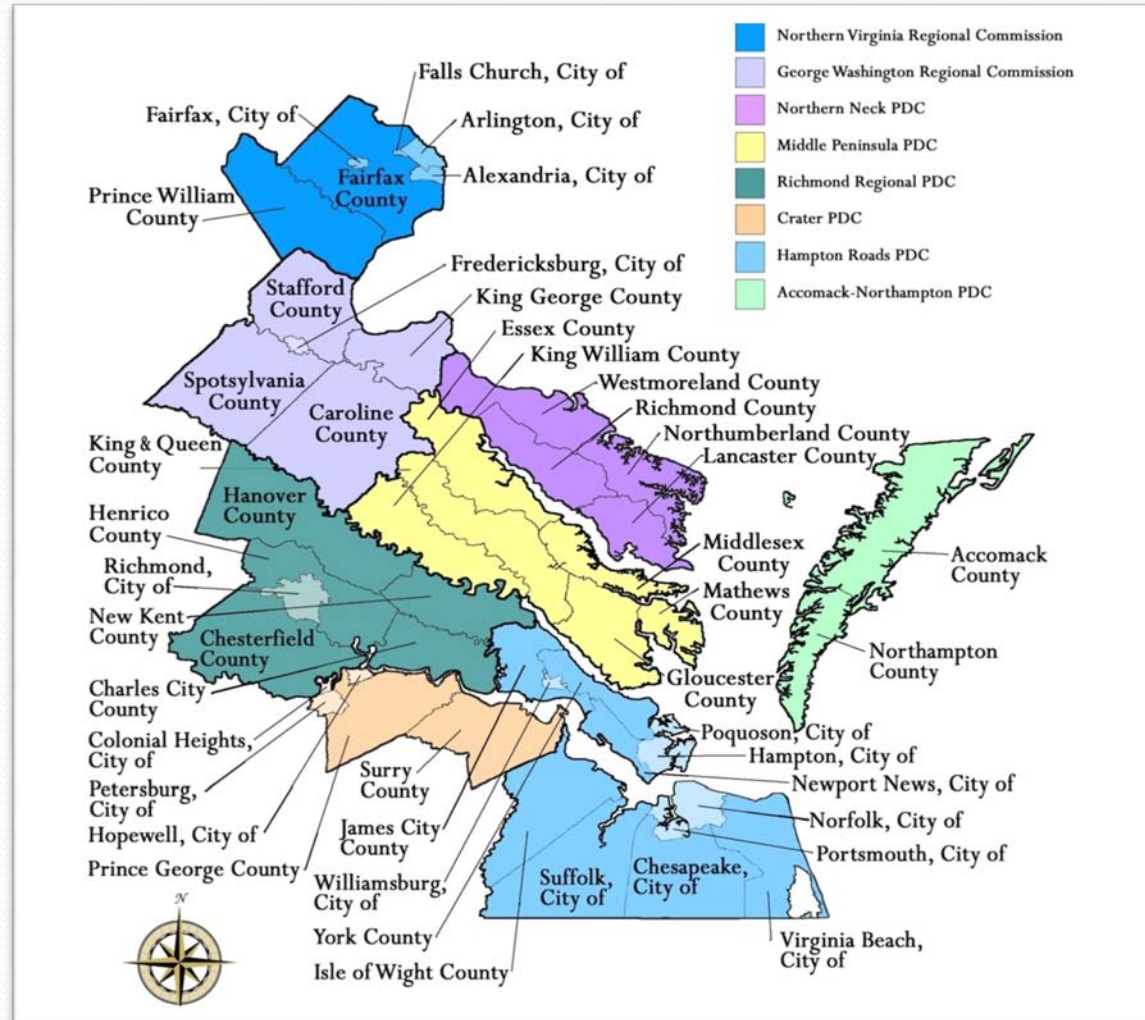 Northern Virginia Regional Commission
George Washington Regional Commission
Northern Neck PDC
Middle Peninsula PDC
Richmond Regional PDC
Crater PDC
Hampton Roads PDC
Accomack-Northampton PDC
Falls Church, City of
Fairfax, City of
Arlington, City of
Fairfax
County
Alexandria, City of
Prince William
County
Fredericksburg, City of
Stafford
County
King George County
Essex County
King William County
Spotsylvania
County
Westmoreland County
Caroline
County
Richmond County
Northumberland County
King & Queen
County
Lancaster County
Hanover
County
Henrico
County
Middlesex
County
Accomack
County
Richmond,
City of
Mathews
County
New Kent
County
Chesterfield
County
Northampton
County
Gloucester
County
Charles City
County
Poquoson, City of
Colonial Heights,
City of
Hampton, City of
Surry
County
Petersburg,
City of
Newport News, City of
Hopewell, City of
James City
County
Norfolk, City of
Prince George County
Portsmouth, City of
Chesapeake,
City of
Suffolk,
City of
Williamsburg,
City of
York County
Virginia Beach,
City of
Isle of Wight County
N